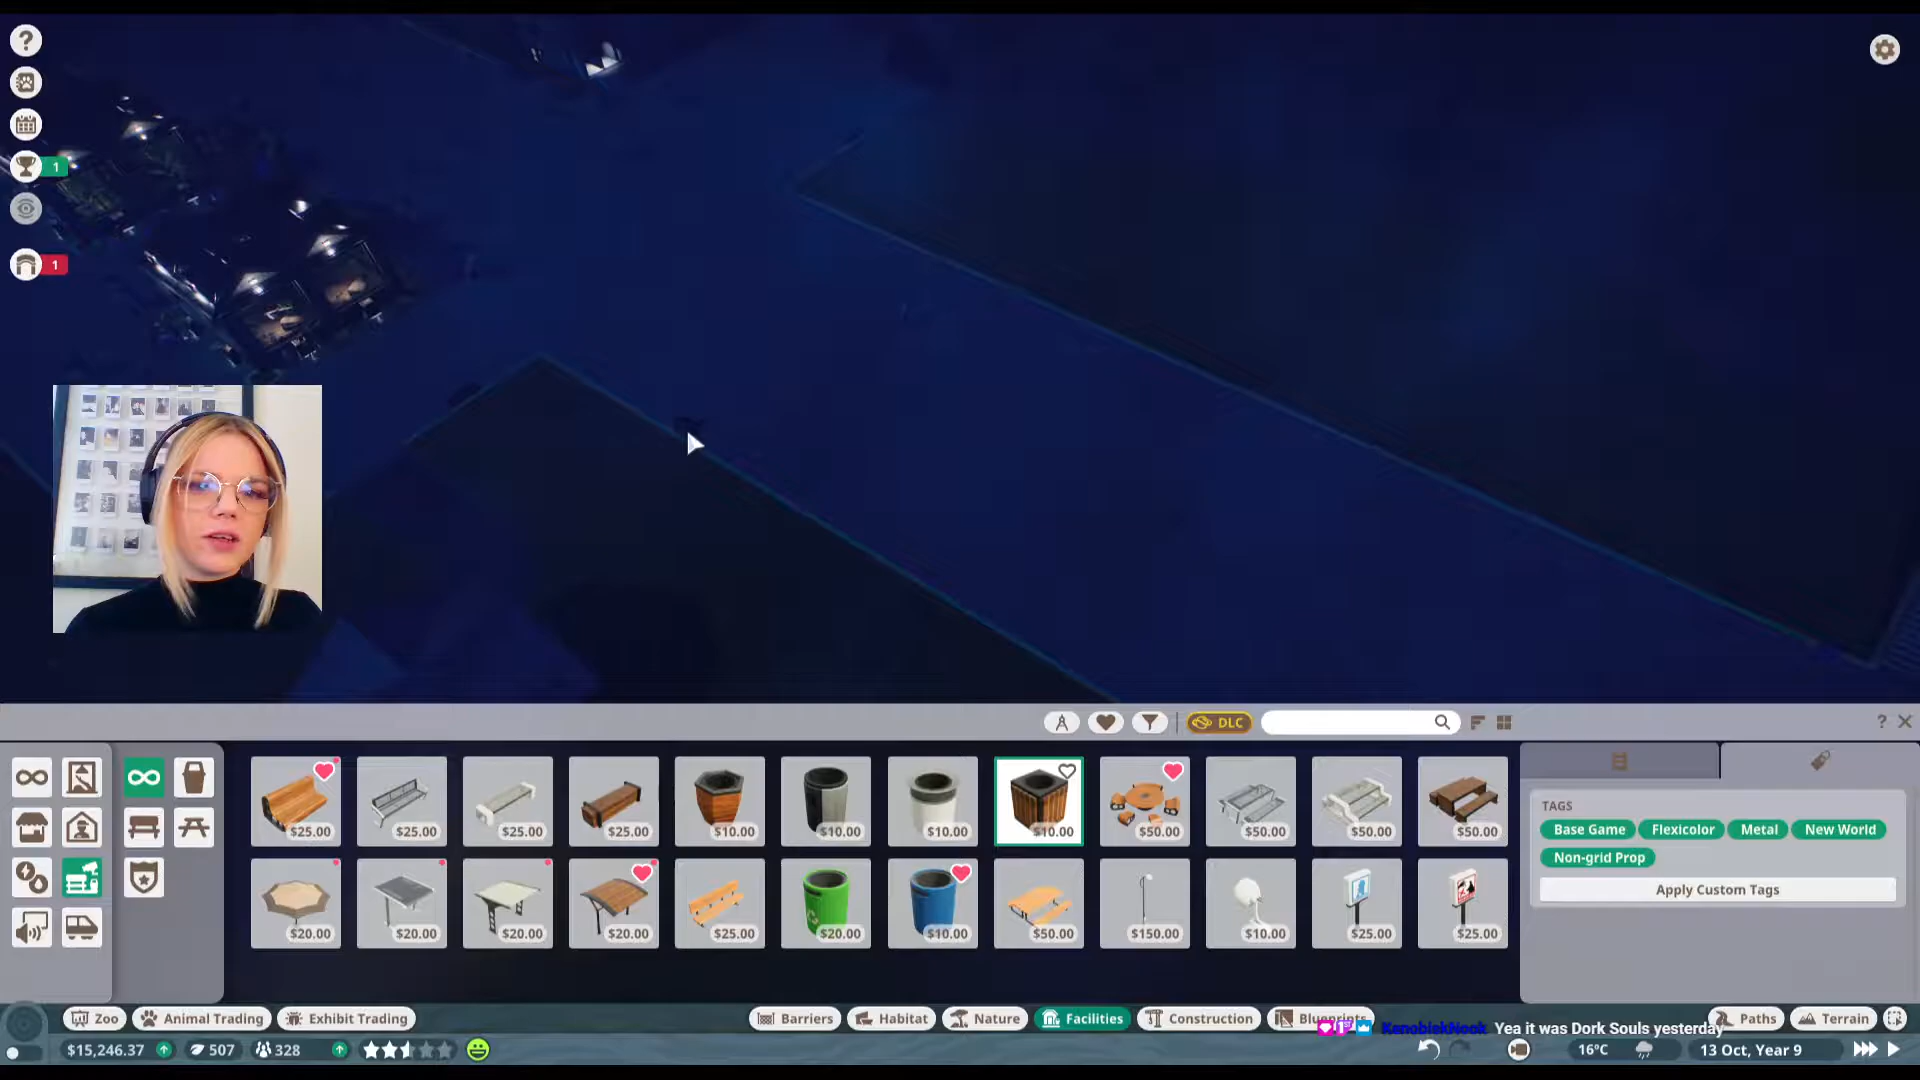 ?
1
1
DLC
? ×
$25.00 $25.00 $25.00 $25.00 $10.00 $10.00 $10.00 $10.00 $50.00 $50.00 $50.00 $50.00
$20.00 $20.00 $20.00 $20.00 $25.00 $20.00 $10.00 $50.00 $150.00 $10.00 $25.00 $25.00
TAGS
Base Game Flexicolor Metal New World
Non-grid Prop
Apply Custom Tags
Zoo Animal Trading Exhibit Trading Barriers Habitat Nature Facilities Construction Blueprints Paths Terrain
KenobiekNook Yea it was Dork Souls yesterday
$15,246.37 507 328 16°C 13 Oct, Year 9